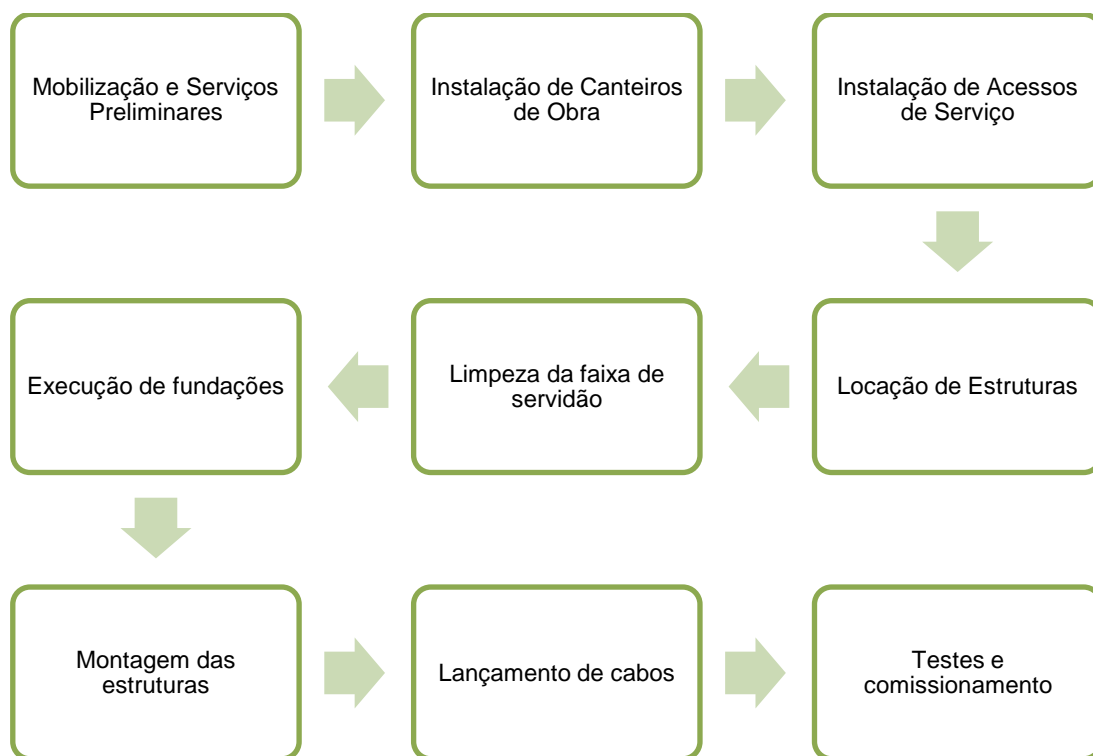 Mobilização e Serviços
Preliminares
Instalação de Canteiros
de Obra
Instalação de Acessos
de Serviço
Locação de Estruturas
Limpeza da faixa de
servidão
Execução de fundações
Montagem das
estruturas
Lançamento de cabos
Testes e
comissionamento